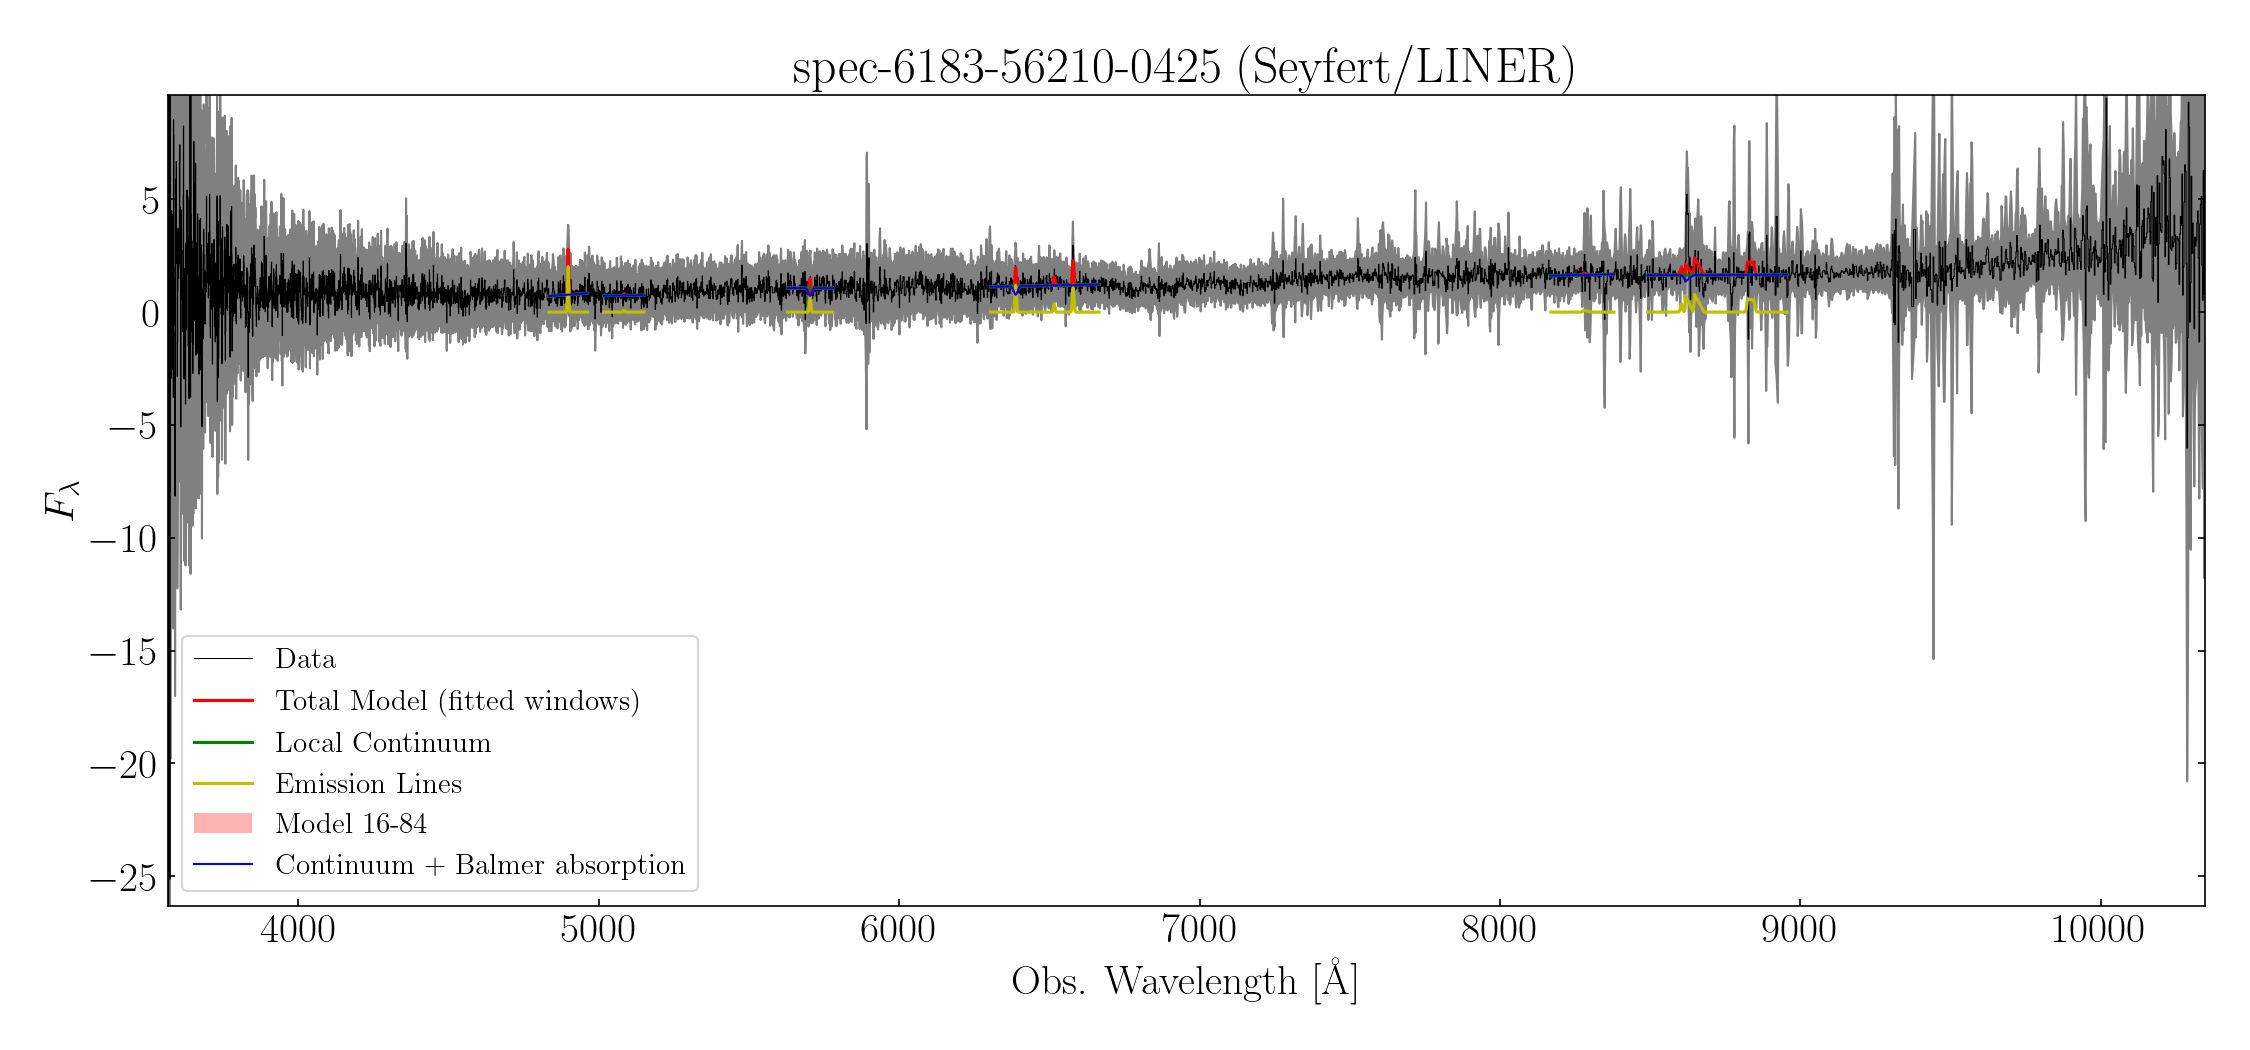 spec-6183-56210-0425 (Seyfert/LINER)
5
0
−5
−10
−15
−20
−25
F_λ
Data
Total Model (fitted windows)
Local Continuum
Emission Lines
Model 16-84
Continuum + Balmer absorption
4000 5000 6000 7000 8000 9000 10000
Obs. Wavelength [Å]